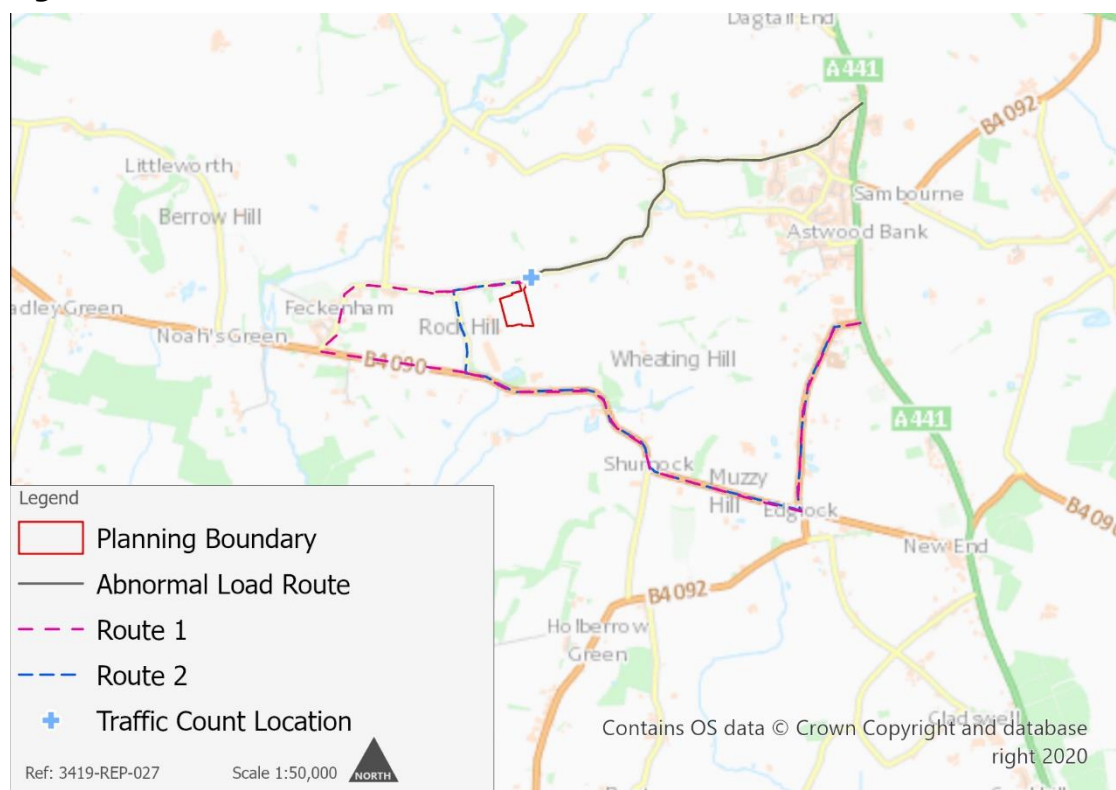 Dagtail End
A441
B4092
Littleworth
Berrow Hill
Sambourne
Astwood Bank
Feckenham
adley Green
Noah's Green
Rock Hill
B4090
Wheating Hill
A441
Shurnock
Muzzy
Hill
Edgiock
New End
B4092
Holberrow
Green
Gladswell
Legend
Planning Boundary
Abnormal Load Route
Route 1
Route 2
Traffic Count Location
Ref: 3419-REP-027
Scale 1:50,000
NORTH
Contains OS data © Crown Copyright and database
right 2020